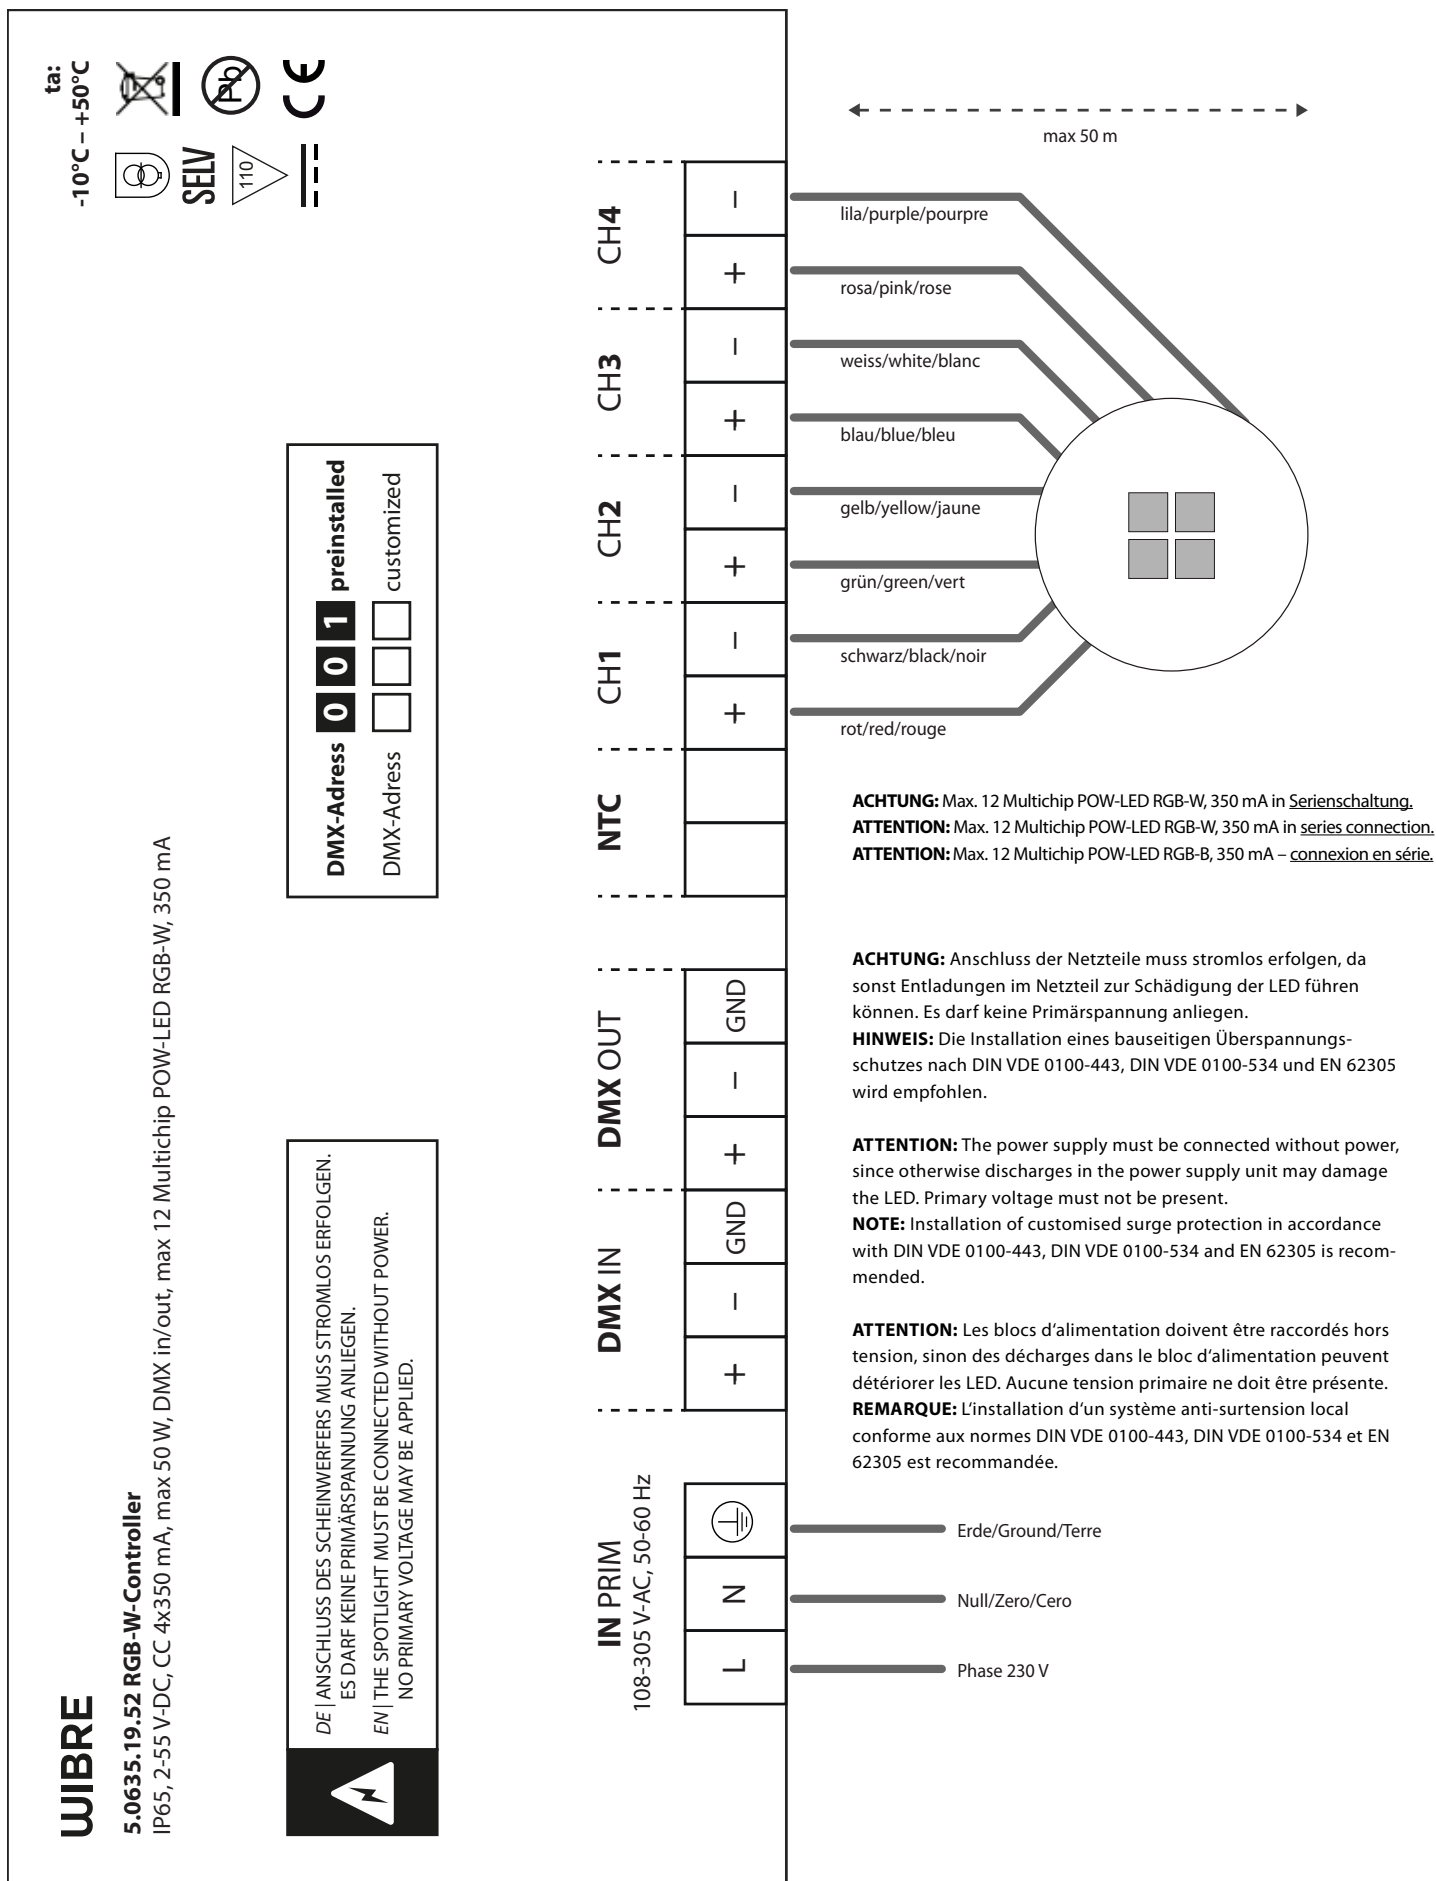 WIBRE
5.0635.19.52 RGB-W-Controller
IP65, 2-55 V-DC, CC 4x350 mA, max 50 W, DMX in/out, max 12 Multichip POW-LED RGB-W, 350 mA
ta:
-10°C – +50°C
SELV
110
Pb
CE
DE | ANSCHLUSS DES SCHEINWERFERS MUSS STROMLOS ERFOLGEN.
ES DARF KEINE PRIMÄRSPANNUNG ANLIEGEN.
EN | THE SPOTLIGHT MUST BE CONNECTED WITHOUT POWER.
NO PRIMARY VOLTAGE MAY BE APPLIED.
DMX-Adress 0 0 1 preinstalled
DMX-Adress customized
IN PRIM
108-305 V-AC, 50-60 Hz
DMX IN
DMX OUT
NTC
CH1
CH2
CH3
CH4
L
N
+
–
GND
+
–
GND
+
–
+
–
+
–
+
–
max 50 m
lila/purple/pourpre
rosa/pink/rose
weiss/white/blanc
blau/blue/bleu
gelb/yellow/jaune
grün/green/vert
schwarz/black/noir
rot/red/rouge
ACHTUNG: Max. 12 Multichip POW-LED RGB-W, 350 mA in Serienschaltung.
ATTENTION: Max. 12 Multichip POW-LED RGB-W, 350 mA in series connection.
ATTENTION: Max. 12 Multichip POW-LED RGB-B, 350 mA – connexion en série.
ACHTUNG: Anschluss der Netzteile muss stromlos erfolgen, da
sonst Entladungen im Netzteil zur Schädigung der LED führen
können. Es darf keine Primärspannung anliegen.
HINWEIS: Die Installation eines bauseitigen Überspannungs-
schutzes nach DIN VDE 0100-443, DIN VDE 0100-534 und EN 62305
wird empfohlen.
ATTENTION: The power supply must be connected without power,
since otherwise discharges in the power supply unit may damage
the LED. Primary voltage must not be present.
NOTE: Installation of customised surge protection in accordance
with DIN VDE 0100-443, DIN VDE 0100-534 and EN 62305 is recom-
mended.
ATTENTION: Les blocs d‘alimentation doivent être raccordés hors
tension, sinon des décharges dans le bloc d‘alimentation peuvent
détériorer les LED. Aucune tension primaire ne doit être présente.
REMARQUE: L‘installation d‘un système anti-surtension local
conforme aux normes DIN VDE 0100-443, DIN VDE 0100-534 et EN
62305 est recommandée.
Erde/Ground/Terre
Null/Zero/Cero
Phase 230 V